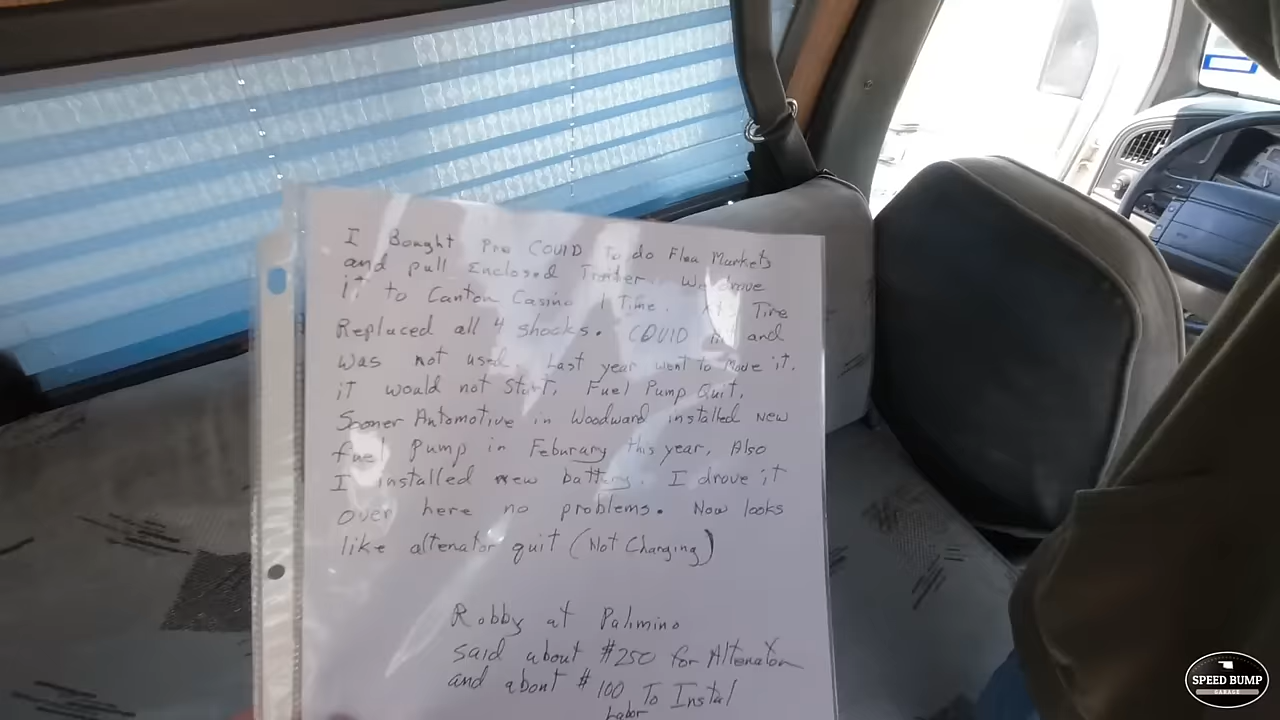 I Bought Pre COVID To do Flea Markets
and pull Enclosed We drove
it to Canton Casino 1 Time. Tire
Replaced all 4 shocks. COVID hit and
was not used. Last year went to Move it.
it would not start. Fuel Pump Quit.
Sooner Automotive in Woodward installed new
fuel Pump in Feburary this year. Also
I installed new battery. I drove it
over here no problems. Now looks
like altenator quit (Not Charging)
Robby at Palimino
said about $250 for Altenator
and about $100 To Instal
Labor
SPEED BUMP
GARAGE